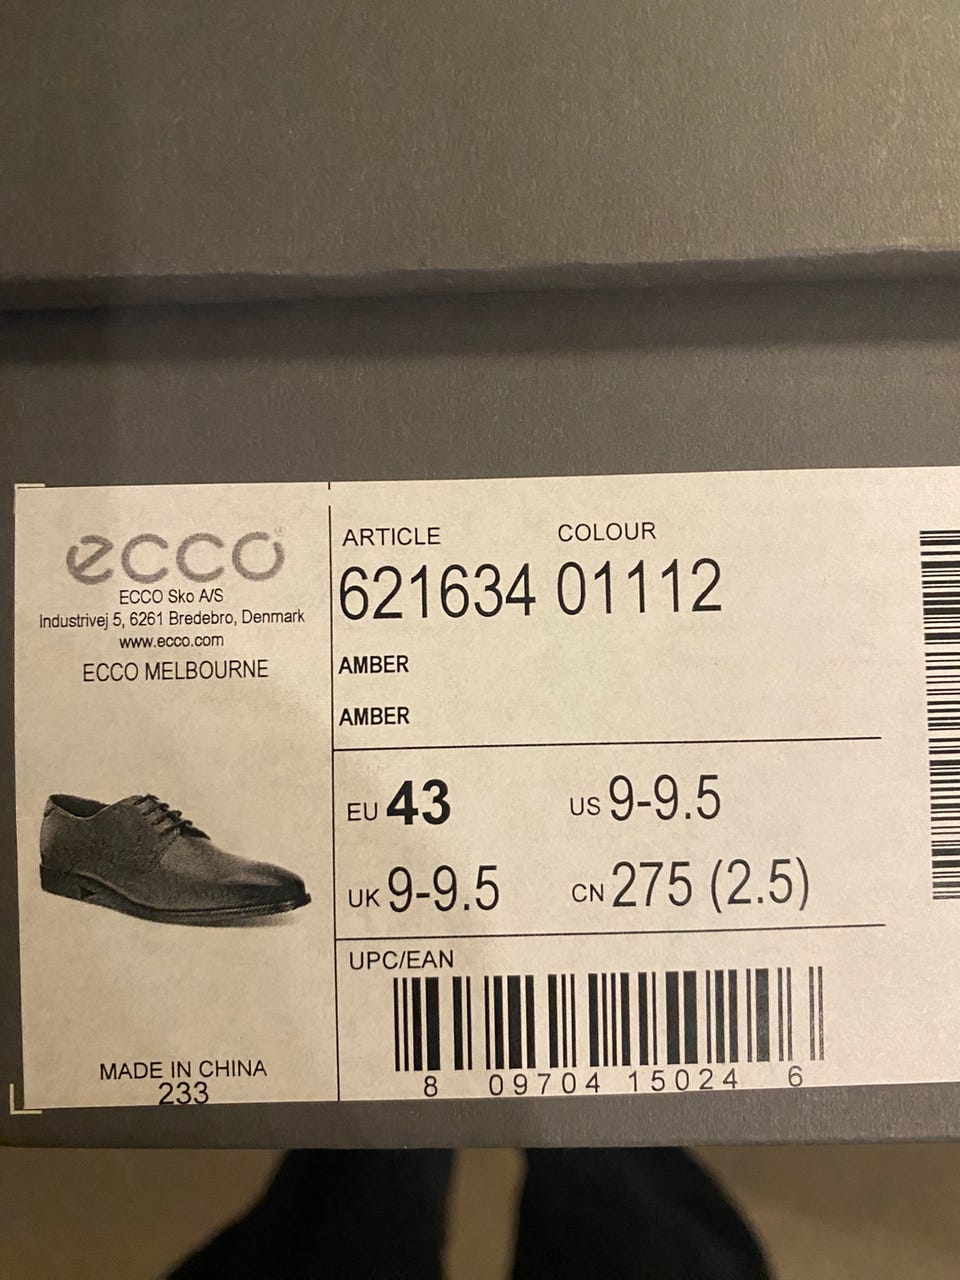 ecco®
ECCO Sko A/S
Industrivej 5, 6261 Bredebro, Denmark
www.ecco.com
ECCO MELBOURNE
MADE IN CHINA
233
ARTICLE COLOUR
621634 01112
AMBER
AMBER
EU 43 US 9-9.5
UK 9-9.5 CN 275 (2.5)
UPC/EAN
8 09704 15024 6